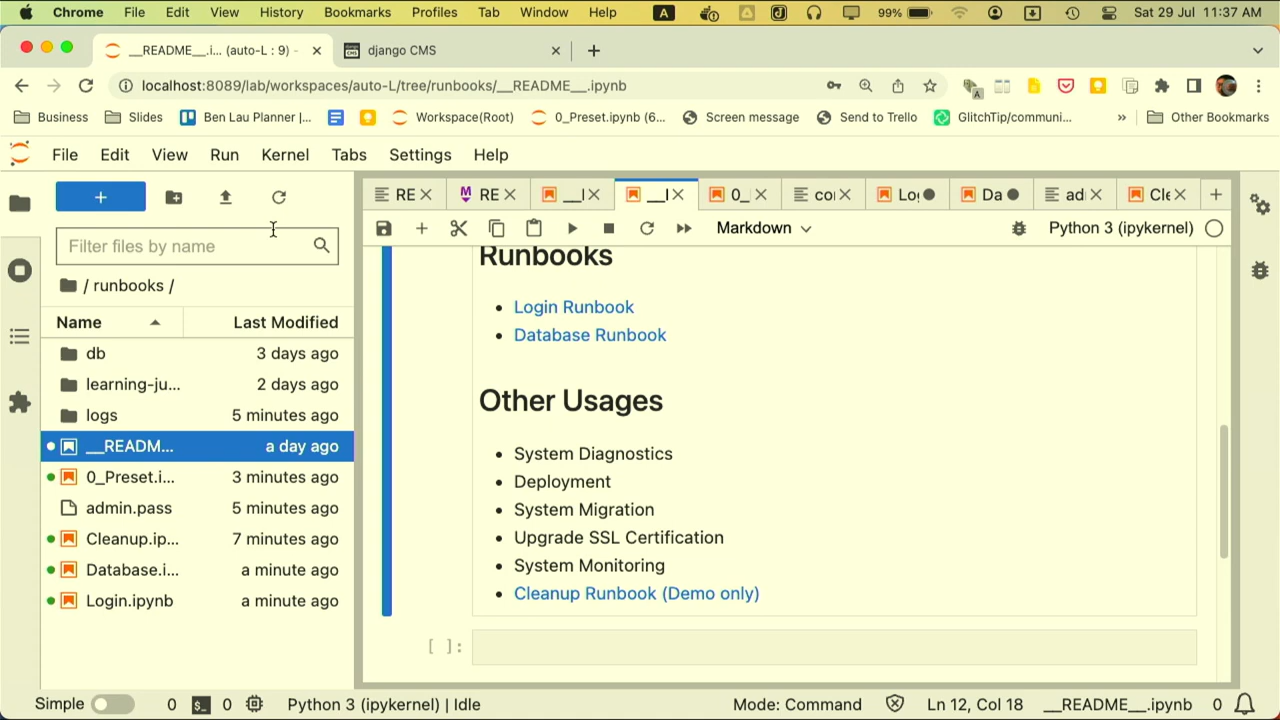 Chrome File Edit View History Bookmarks Profiles Tab Window Help A 99% Sat 29 Jul 11:37 AM
__README__.i... (auto-L : 9) - django CMS
localhost:8089/lab/workspaces/auto-L/tree/runbooks/__README__.ipynb
Business Slides Ben Lau Planner |... Workspace(Root) 0_Preset.ipynb (6... Screen message Send to Trello GlitchTip/communi... » Other Bookmarks
File Edit View Run Kernel Tabs Settings Help
RE RE __I __I 0_ Da Cle
Markdown Python 3 (ipykernel)
Filter files by name
/ runbooks /
Name Last Modified
db 3 days ago
learning-ju... 2 days ago
logs 5 minutes ago
__READM... a day ago
0_Preset.i... 3 minutes ago
admin.pass 5 minutes ago
Cleanup.ip... 7 minutes ago
Database.i... a minute ago
Login.ipynb a minute ago
Runbooks
• Login Runbook
• Database Runbook
Other Usages
• System Diagnostics
• Deployment
• System Migration
• Upgrade SSL Certification
• System Monitoring
• Cleanup Runbook (Demo only)
[ ]:
Simple 0 $_ 0 Python 3 (ipykernel) | Idle Mode: Command Ln 12, Col 18 __README__.ipynb 0